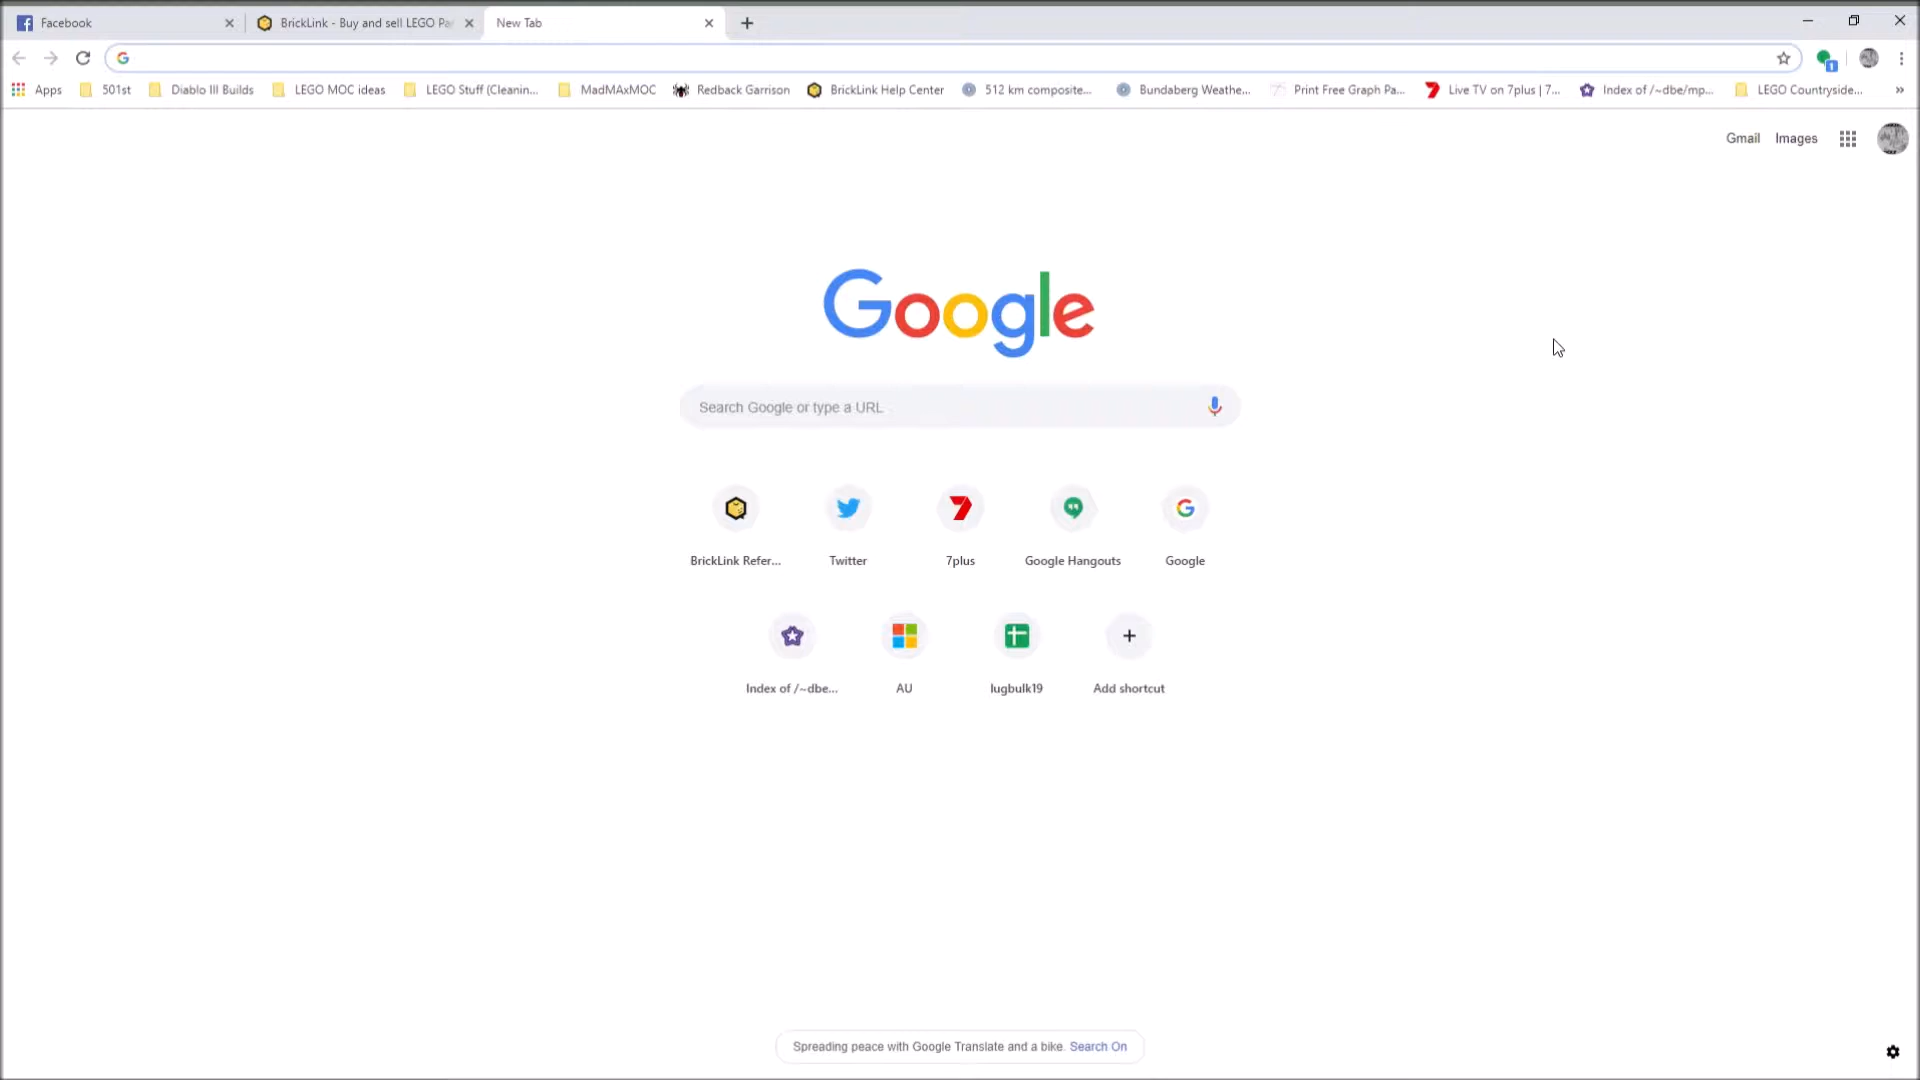 Facebook
BrickLink - Buy and sell LEGO Pa
New Tab
Apps 501st Diablo III Builds LEGO MOC ideas LEGO Stuff (Cleanin... MadMAxMOC Redback Garrison BrickLink Help Center 512 km composite... Bundaberg Weathe... Print Free Graph Pa... Live TV on 7plus | 7... Index of /~dbe/mp... LEGO Countryside... »
Gmail Images
Google
Search Google or type a URL
BrickLink Refer... Twitter 7plus Google Hangouts Google
Index of /~dbe... AU lugbulk19 Add shortcut
Spreading peace with Google Translate and a bike. Search On